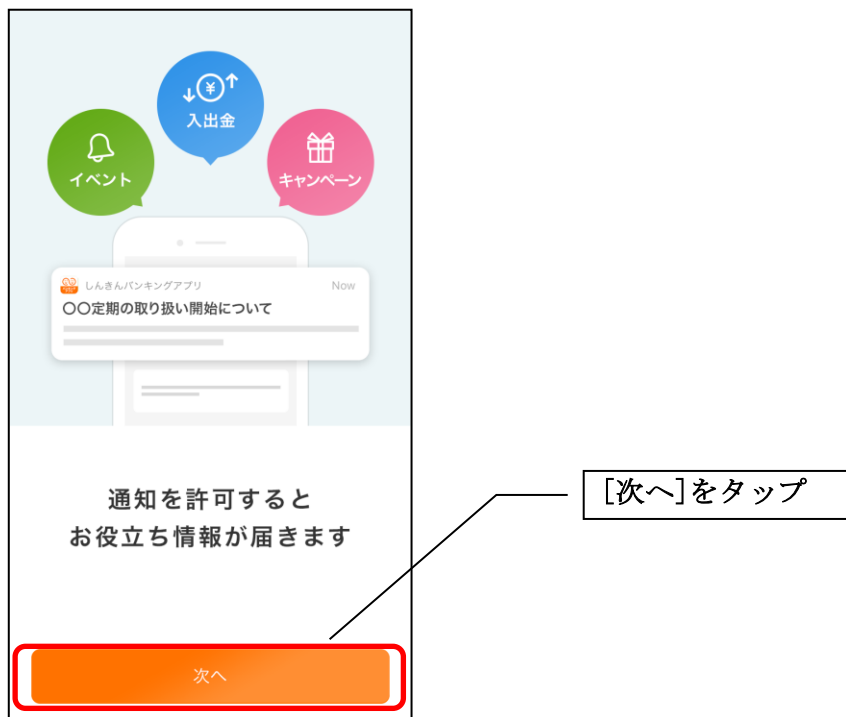 入出金
イベント
キャンペーン
しんきんバンキングアプリ Now
〇〇定期の取り扱い開始について
通知を許可すると
お役立ち情報が届きます
[次へ]をタップ
次へ